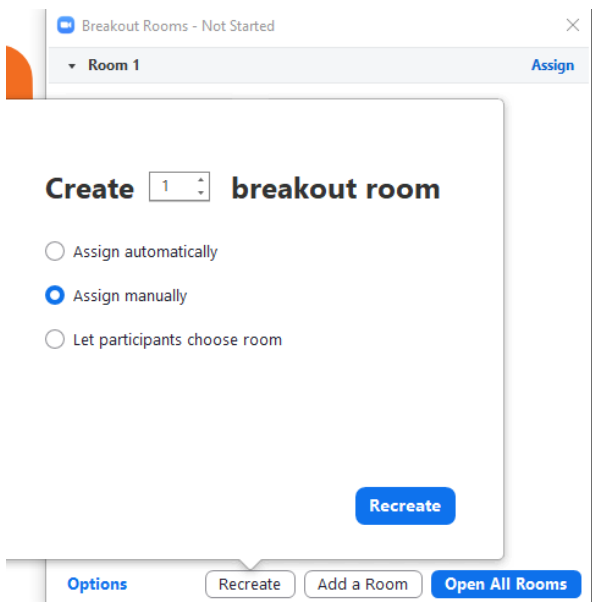 Breakout Rooms - Not Started
Room 1 Assign
Create 1 breakout room
Assign automatically
Assign manually
Let participants choose room
Recreate
Options Recreate Add a Room Open All Rooms